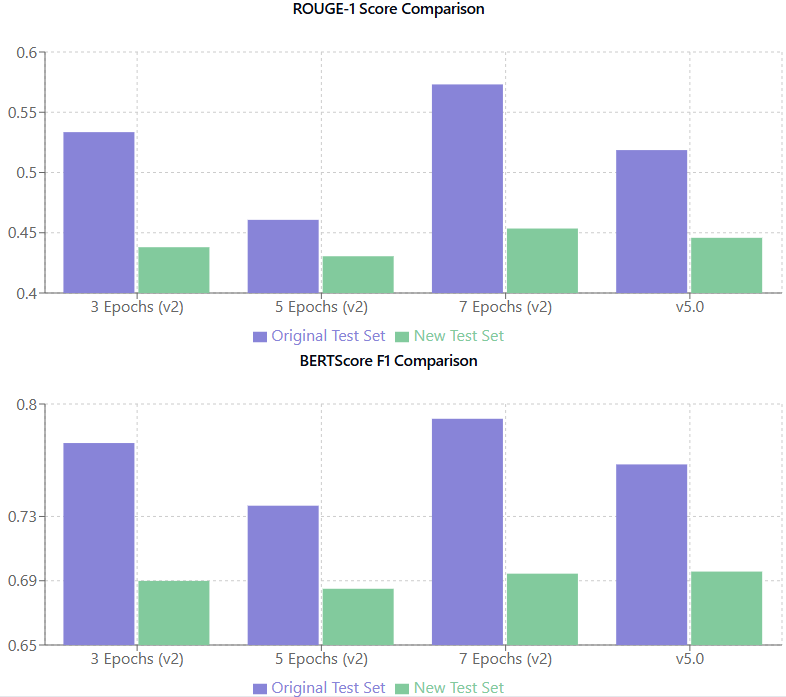 ROUGE-1 Score Comparison
0.6
0.55
0.5
0.45
0.4
3 Epochs (v2) 5 Epochs (v2) 7 Epochs (v2) v5.0
Original Test Set New Test Set
BERTScore F1 Comparison
0.8
0.73
0.69
0.65
3 Epochs (v2) 5 Epochs (v2) 7 Epochs (v2) v5.0
Original Test Set New Test Set